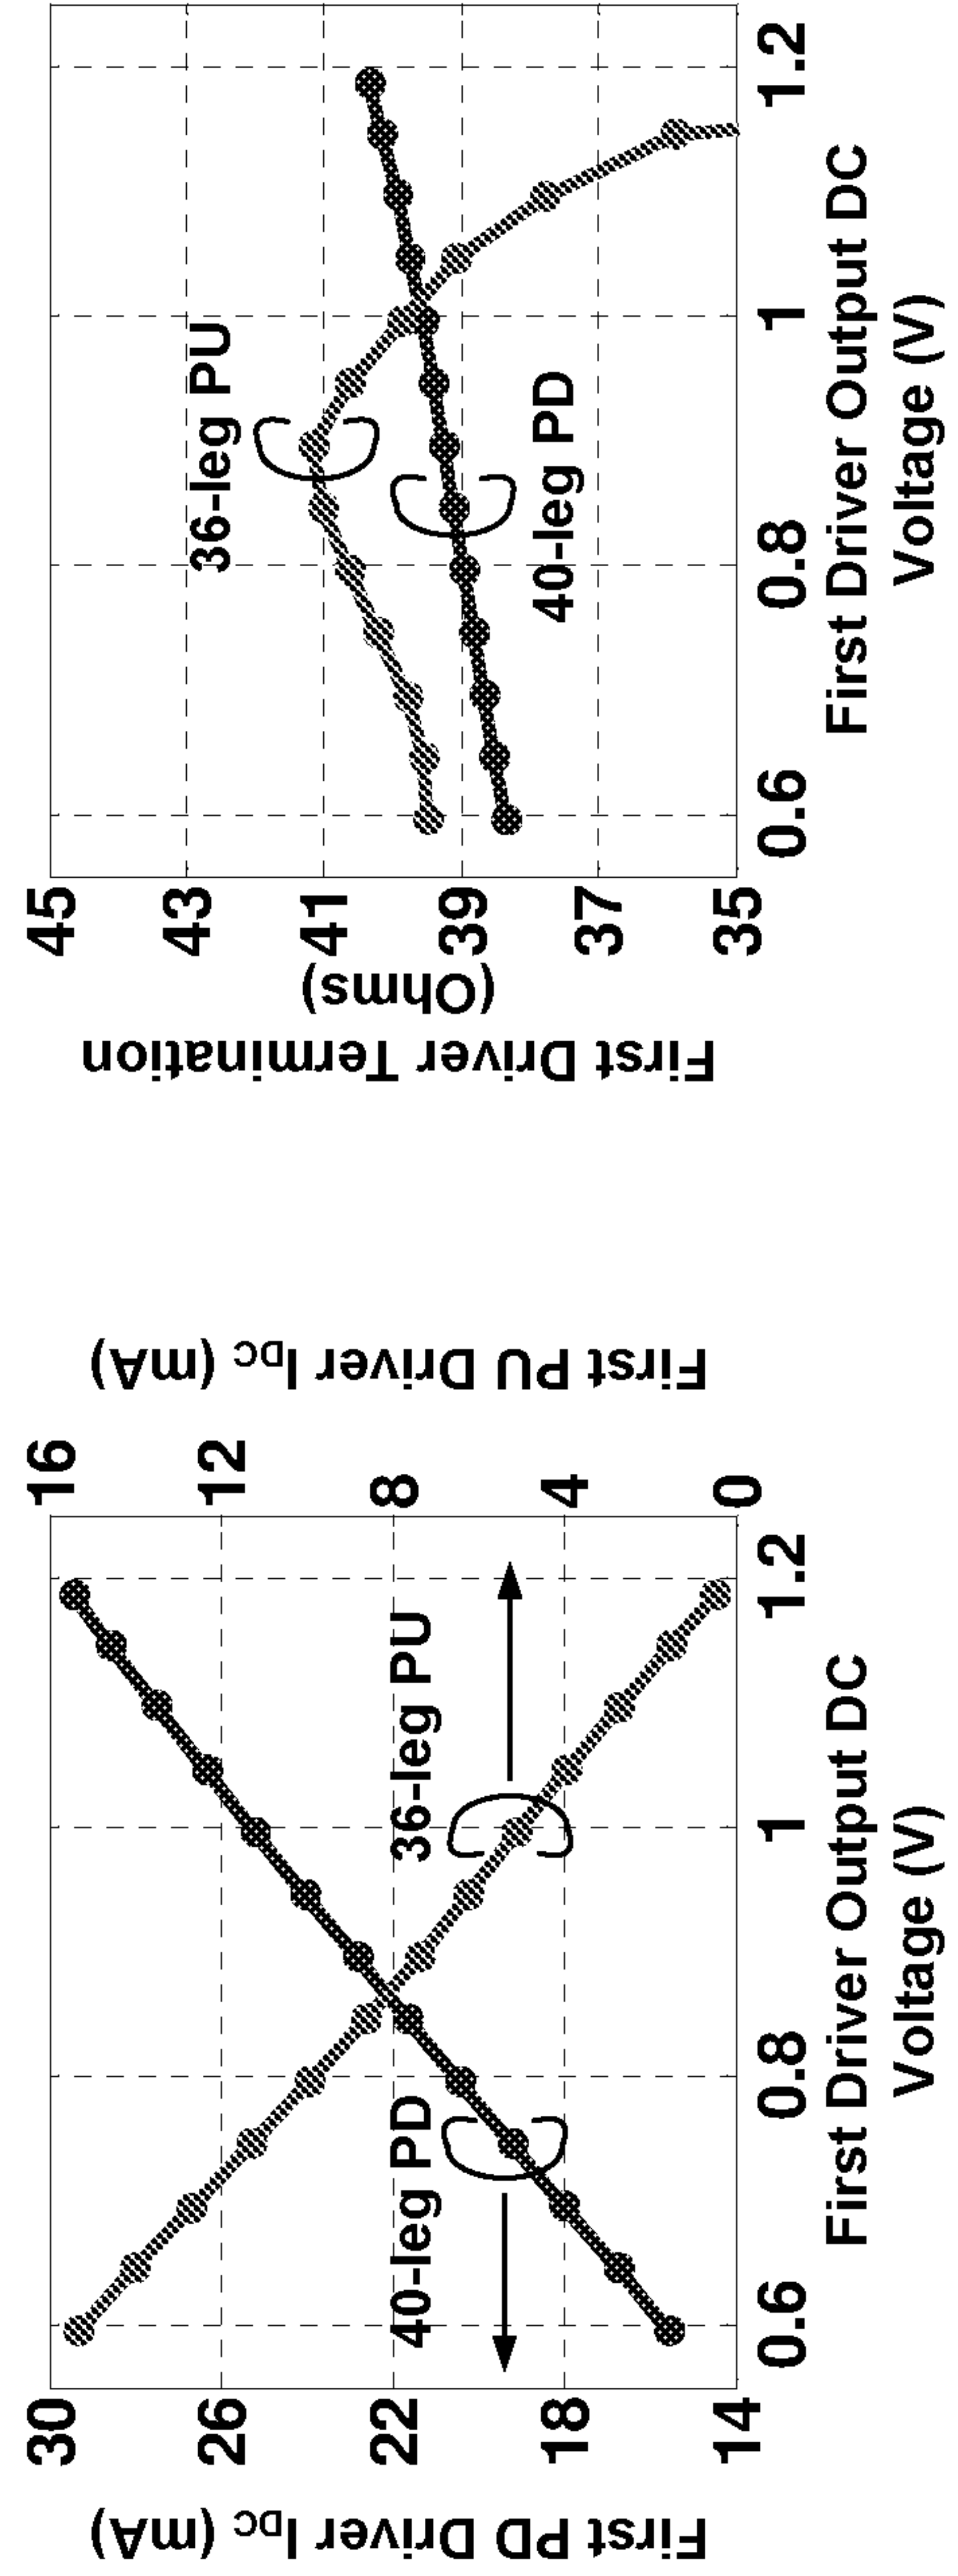 First PD Driver IDC (mA)
30
26
22
18
14
40-leg PD
36-leg PU
16
12
8
4
0
First PU Driver IDC (mA)
0.6
0.8
1
1.2
First Driver Output DC
Voltage (V)
First Driver Termination
(Ohms)
45
43
41
39
37
35
36-leg PU
40-leg PD
0.6
0.8
1
1.2
First Driver Output DC
Voltage (V)